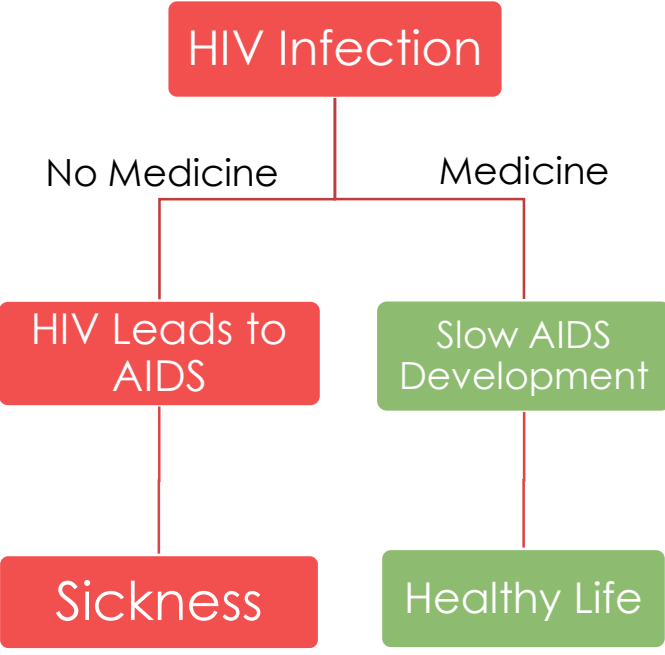 HIV Infection
No Medicine
Medicine
HIV Leads to
AIDS
Slow AIDS
Development
Sickness
Healthy Life